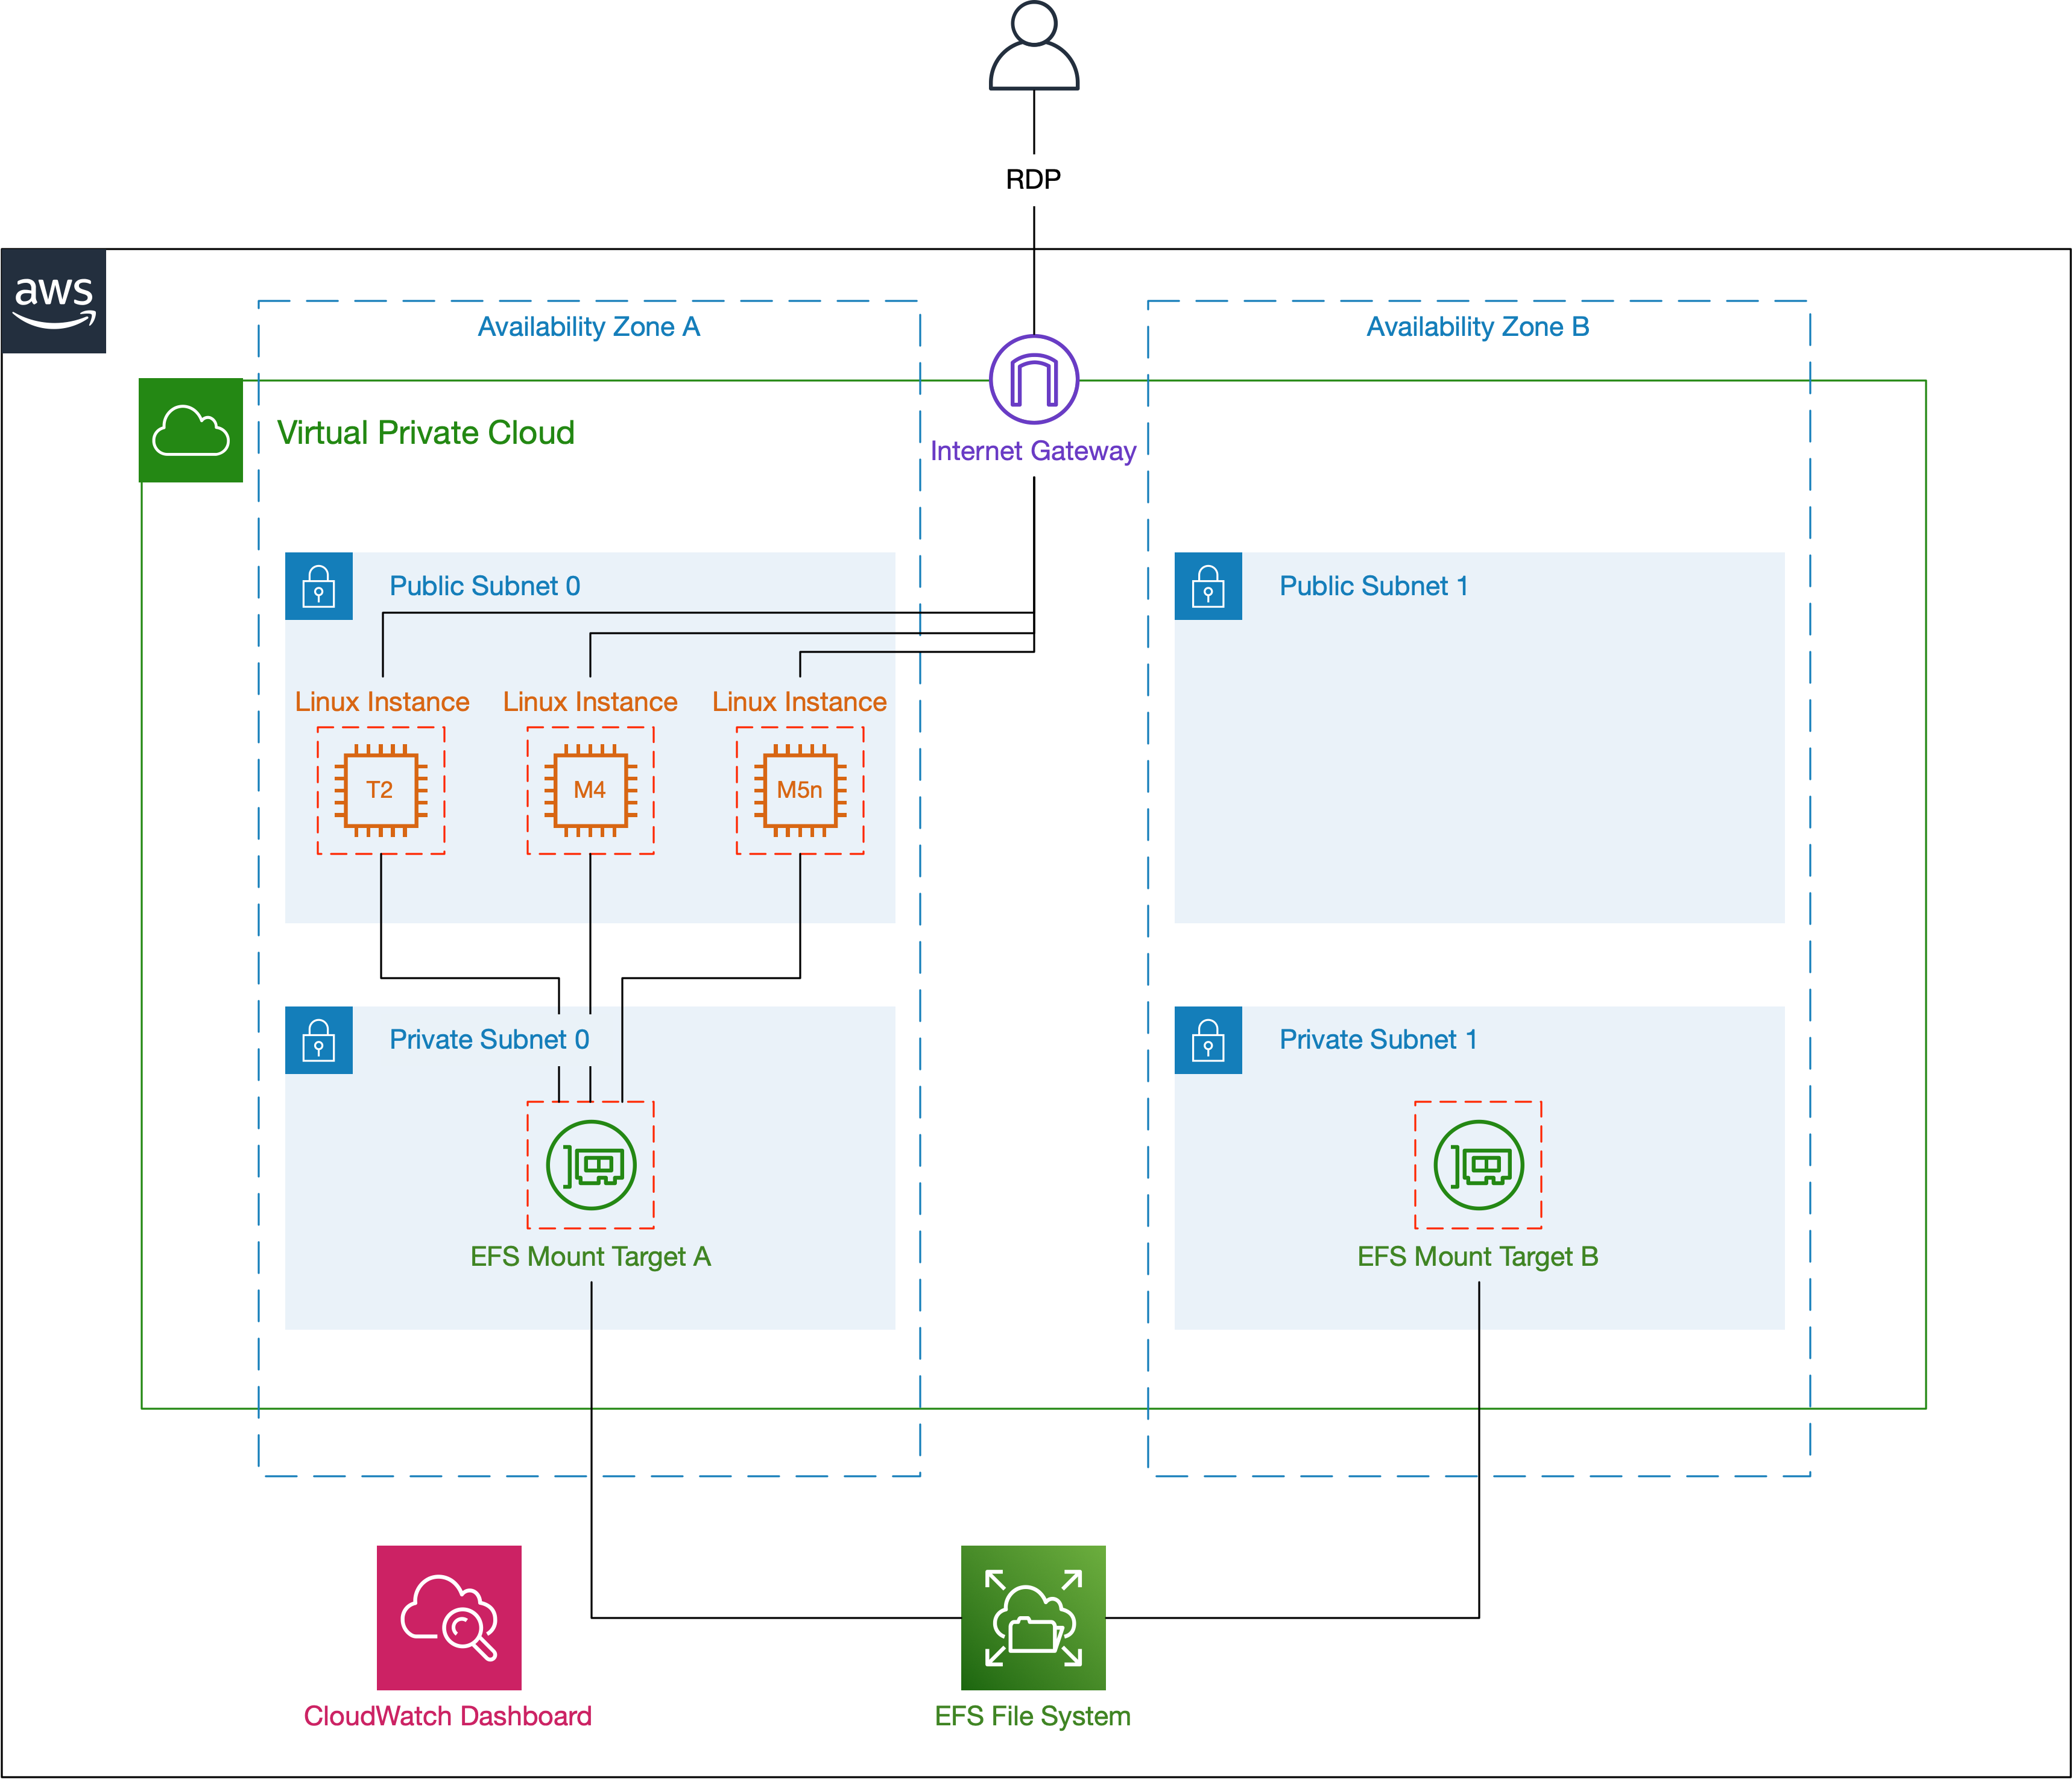 RDP
aws
Availability Zone A
Availability Zone B
Virtual Private Cloud
Internet Gateway
Public Subnet 0
Public Subnet 1
Linux Instance
Linux Instance
Linux Instance
T2
M4
M5n
Private Subnet 0
Private Subnet 1
EFS Mount Target A
EFS Mount Target B
CloudWatch Dashboard
EFS File System